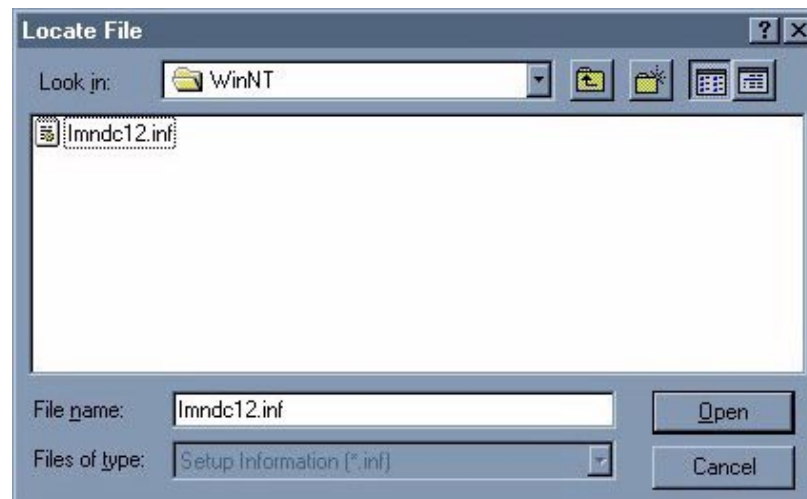 Locate File
Look in: WinNT
lmndc12.inf
File name: lmndc12.inf Open
Files of type: Setup Information (*.inf) Cancel